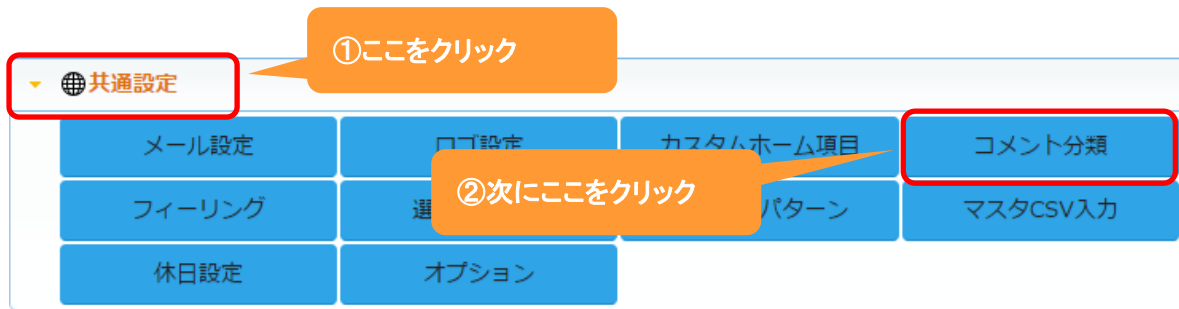 ①ここをクリック
共通設定
メール設定
ロゴ設定
カスタムホーム項目
コメント分類
②次にここをクリック
フィーリング
選
パターン
マスタCSV入力
休日設定
オプション